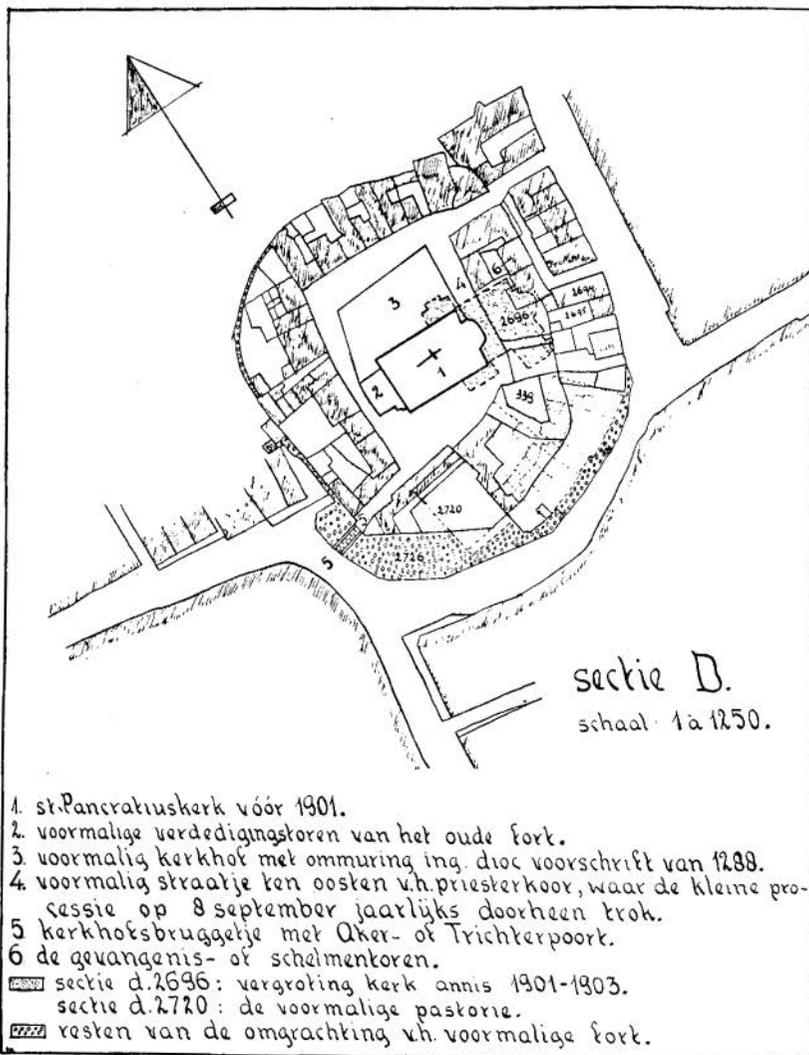 3
4
6
2694
2695
2696
1
2
338
2720
2726
5
sectie D.
schaal 1 à 1250.
1. st. Pancratiuskerk vóór 1901.
2. voormalige verdedigingstoren van het oude fort.
3. voormalig kerkhof met ommuring ing. dioc voorschrift van 1288.
4. voormalig straatje ten oosten v.h. priesterkoor, waar de kleine pro-
cessie op 8 september jaarlijks doorheen trok.
5 kerkhofsbruggetje met Aker- of Trichterpoort.
6 de gevangenis- of schelmentoren.
sectie d.2696: vergroting kerk annis 1901-1903.
sectie d.2720: de voormalige pastorie.
resten van de omgrachting v.h. voormalige fort.